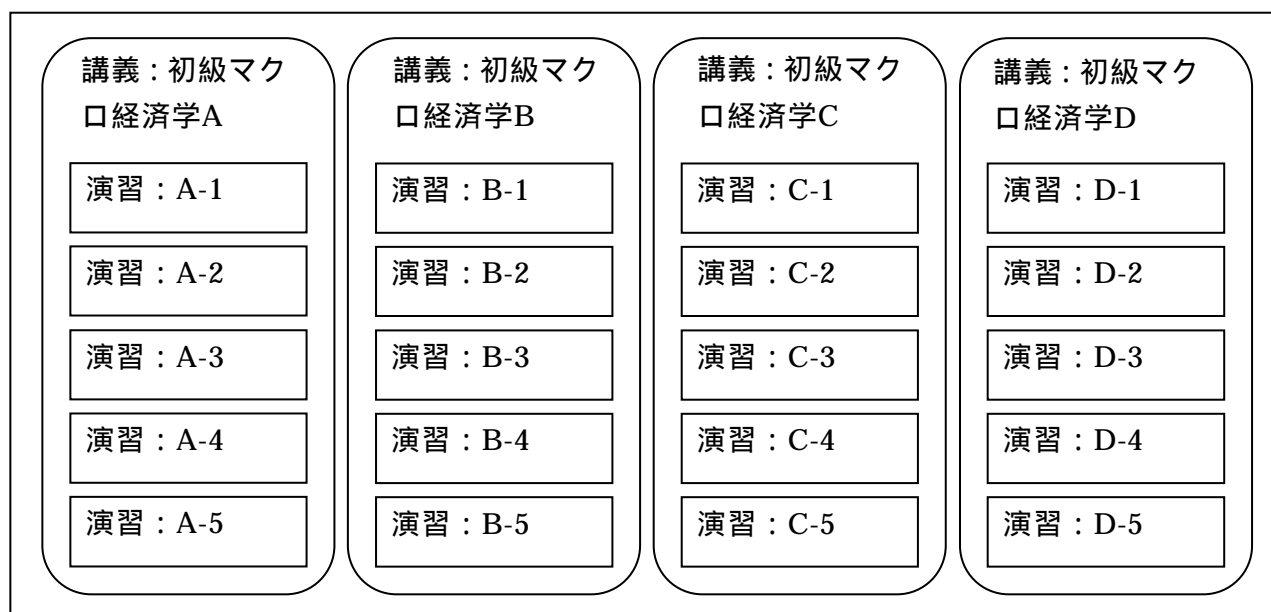 講義：初級マク
ロ経済学A
演習：A-1
演習：A-2
演習：A-3
演習：A-4
演習：A-5
講義：初級マク
ロ経済学B
演習：B-1
演習：B-2
演習：B-3
演習：B-4
演習：B-5
講義：初級マク
ロ経済学C
演習：C-1
演習：C-2
演習：C-3
演習：C-4
演習：C-5
講義：初級マク
ロ経済学D
演習：D-1
演習：D-2
演習：D-3
演習：D-4
演習：D-5